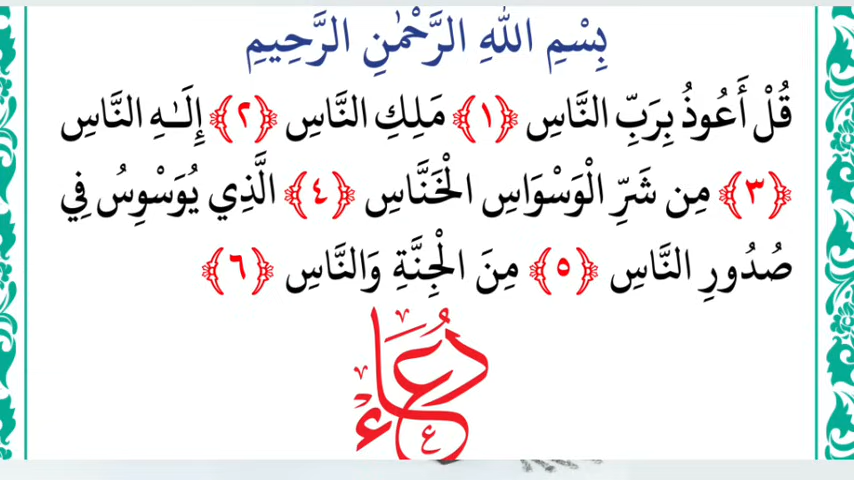 بِسْمِ اللهِ الرَّحْمٰنِ الرَّحِيمِ
قُلْ أَعُوذُ بِرَبِّ النَّاسِ ﴿١﴾ مَلِكِ النَّاسِ ﴿٢﴾ إِلَـٰهِ النَّاسِ
﴿٣﴾ مِن شَرِّ الْوَسْوَاسِ الْخَنَّاسِ ﴿٤﴾ الَّذِي يُوَسْوِسُ فِي
صُدُورِ النَّاسِ ﴿٥﴾ مِنَ الْجِنَّةِ وَالنَّاسِ ﴿٦﴾
دُعَاء